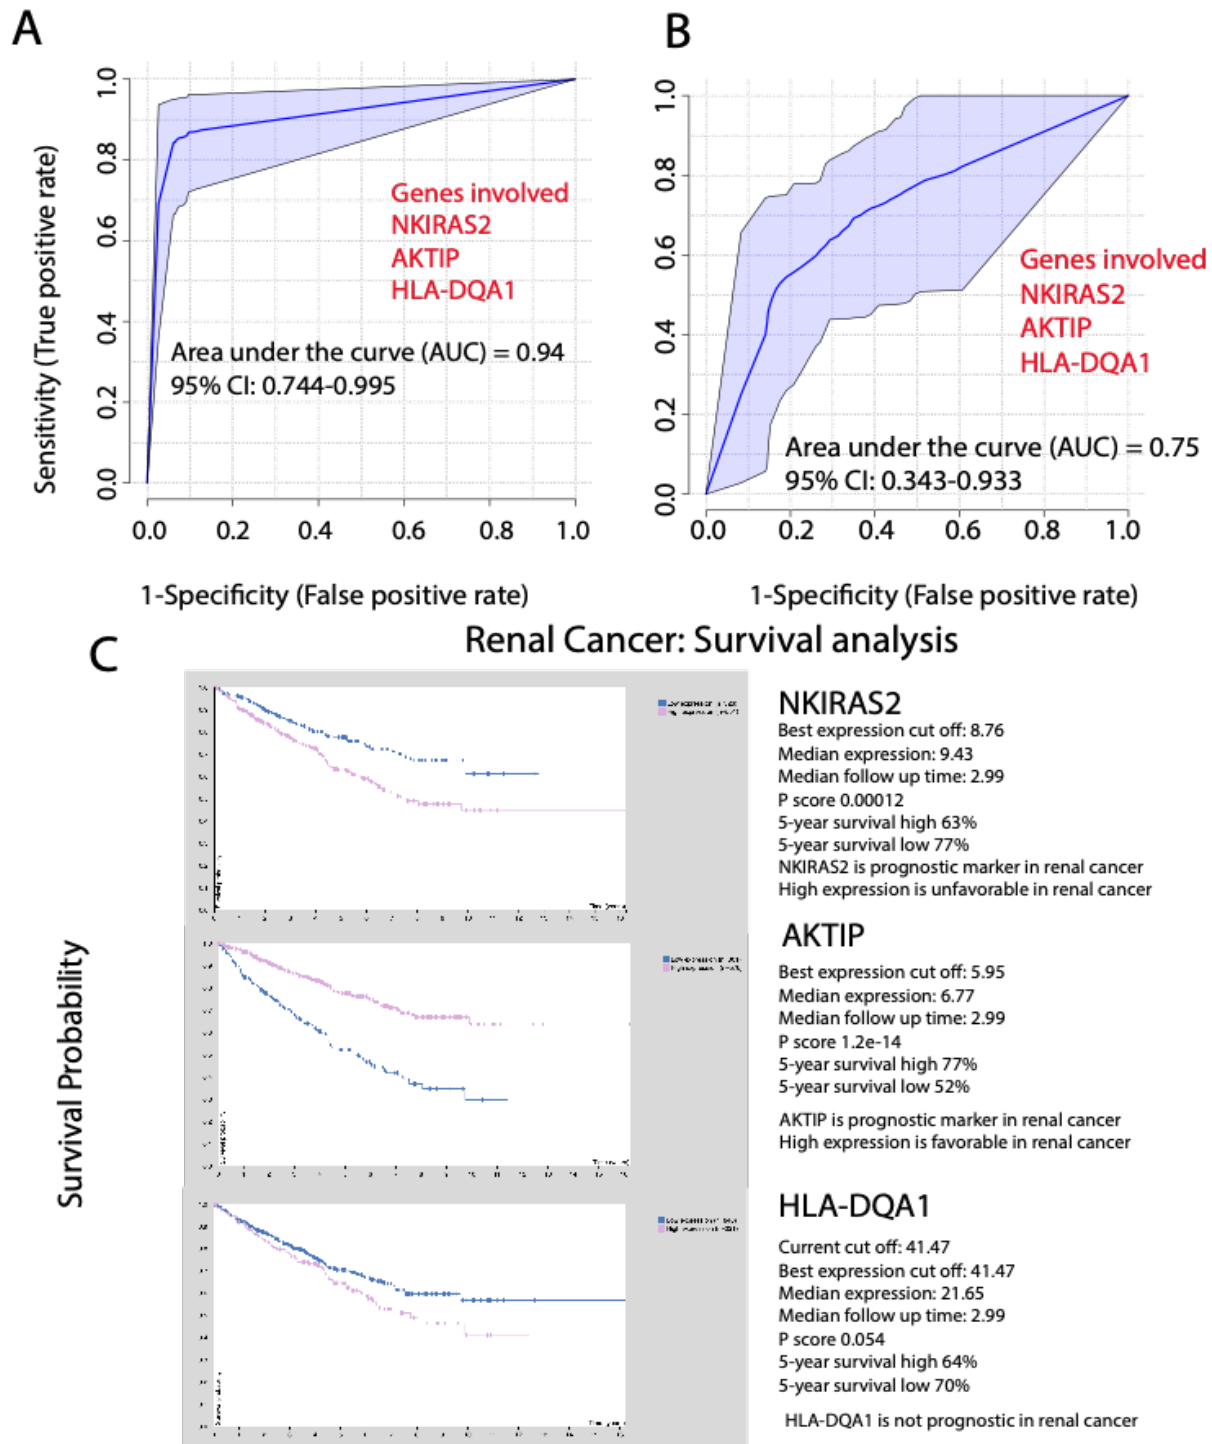 A
B
1.0
0.8
0.6
0.4
0.2
0.0
Sensitivity (True positive rate)
Genes involved
NKIRAS2
AKTIP
HLA-DQA1
Area under the curve (AUC) = 0.94
95% CI: 0.744-0.995
0.0 0.2 0.4 0.6 0.8 1.0
1-Specificity (False positive rate)
1.0
0.8
0.6
0.4
0.2
0.0
Genes involved
NKIRAS2
AKTIP
HLA-DQA1
Area under the curve (AUC) = 0.75
95% CI: 0.343-0.933
0.0 0.2 0.4 0.6 0.8 1.0
1-Specificity (False positive rate)
C
Renal Cancer: Survival analysis
Survival Probability
Low expression
High expression
NKIRAS2
Best expression cut off: 8.76
Median expression: 9.43
Median follow up time: 2.99
P score 0.00012
5-year survival high 63%
5-year survival low 77%
NKIRAS2 is prognostic marker in renal cancer
High expression is unfavorable in renal cancer
Low expression
High expression
AKTIP
Best expression cut off: 5.95
Median expression: 6.77
Median follow up time: 2.99
P score 1.2e-14
5-year survival high 77%
5-year survival low 52%
AKTIP is prognostic marker in renal cancer
High expression is favorable in renal cancer
Low expression
High expression
HLA-DQA1
Current cut off: 41.47
Best expression cut off: 41.47
Median expression: 21.65
Median follow up time: 2.99
P score 0.054
5-year survival high 64%
5-year survival low 70%
HLA-DQA1 is not prognostic in renal cancer